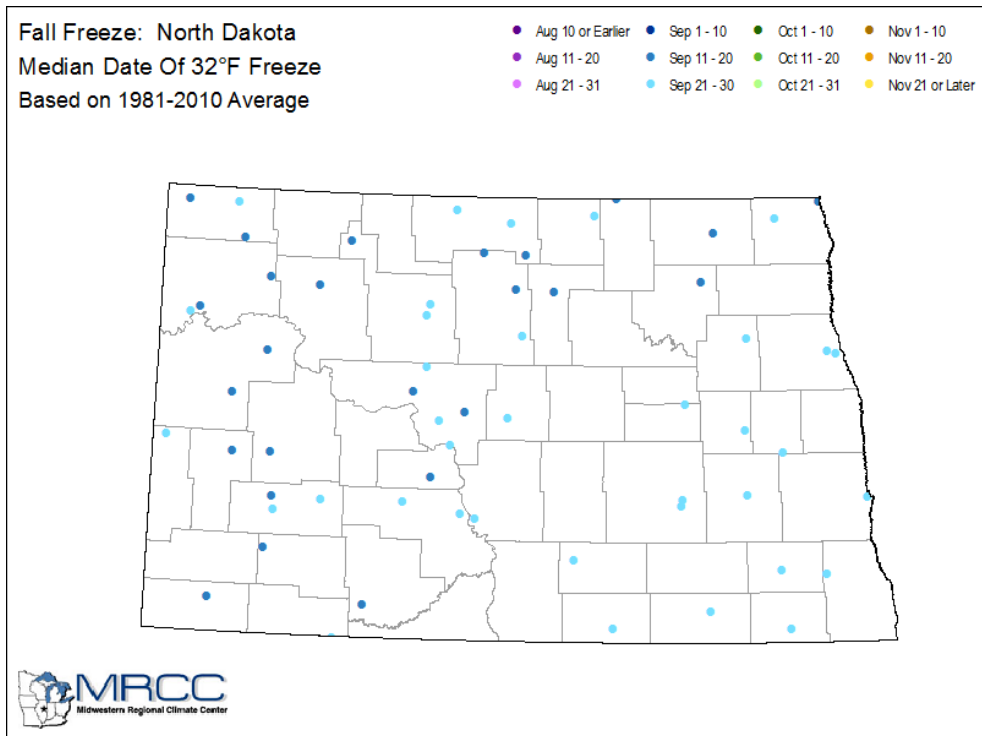 Fall Freeze: North Dakota
Median Date Of 32°F Freeze
Based on 1981-2010 Average
Aug 10 or Earlier
Aug 11 - 20
Aug 21 - 31
Sep 1 - 10
Sep 11 - 20
Sep 21 - 30
Oct 1 - 10
Oct 11 - 20
Oct 21 - 31
Nov 1 - 10
Nov 11 - 20
Nov 21 or Later
MRCC
Midwestern Regional Climate Center